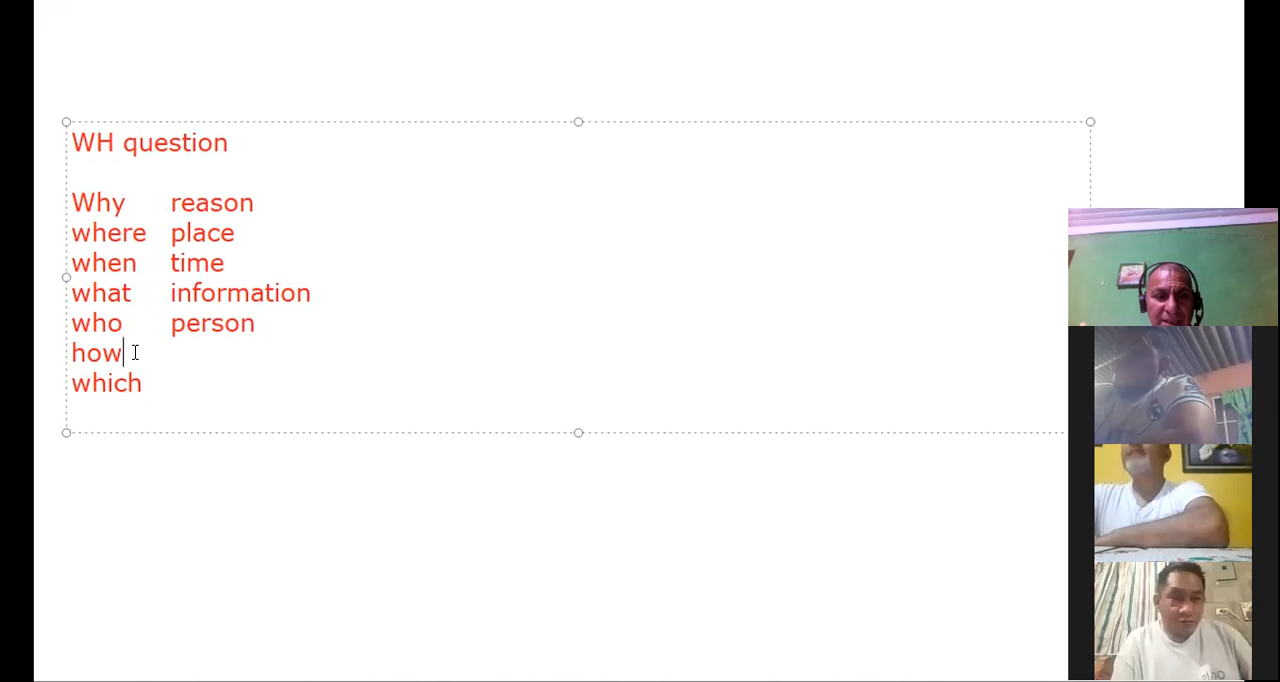 WH question
Why reason
where place
when time
what information
who person
how
which